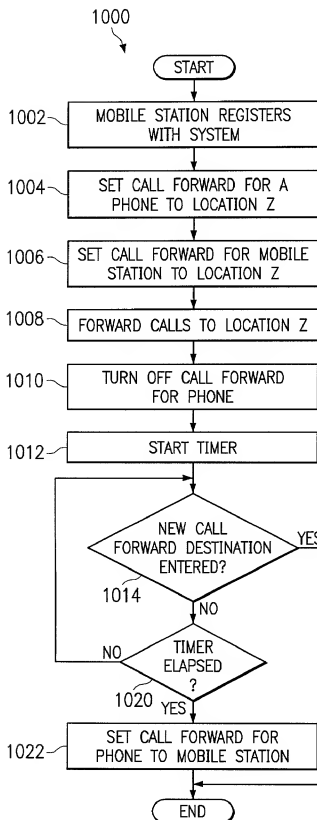 1000
START
1002
MOBILE STATION REGISTERS
WITH SYSTEM
1004
SET CALL FORWARD FOR A
PHONE TO LOCATION Z
1006
SET CALL FORWARD FOR MOBILE
STATION TO LOCATION Z
1008
FORWARD CALLS TO LOCATION Z
1010
TURN OFF CALL FORWARD
FOR PHONE
1012
START TIMER
NEW CALL
FORWARD DESTINATION
ENTERED?
YES
1014
NO
TIMER
ELAPSED
?
NO
1020
YES
1022
SET CALL FORWARD FOR
PHONE TO MOBILE STATION
END